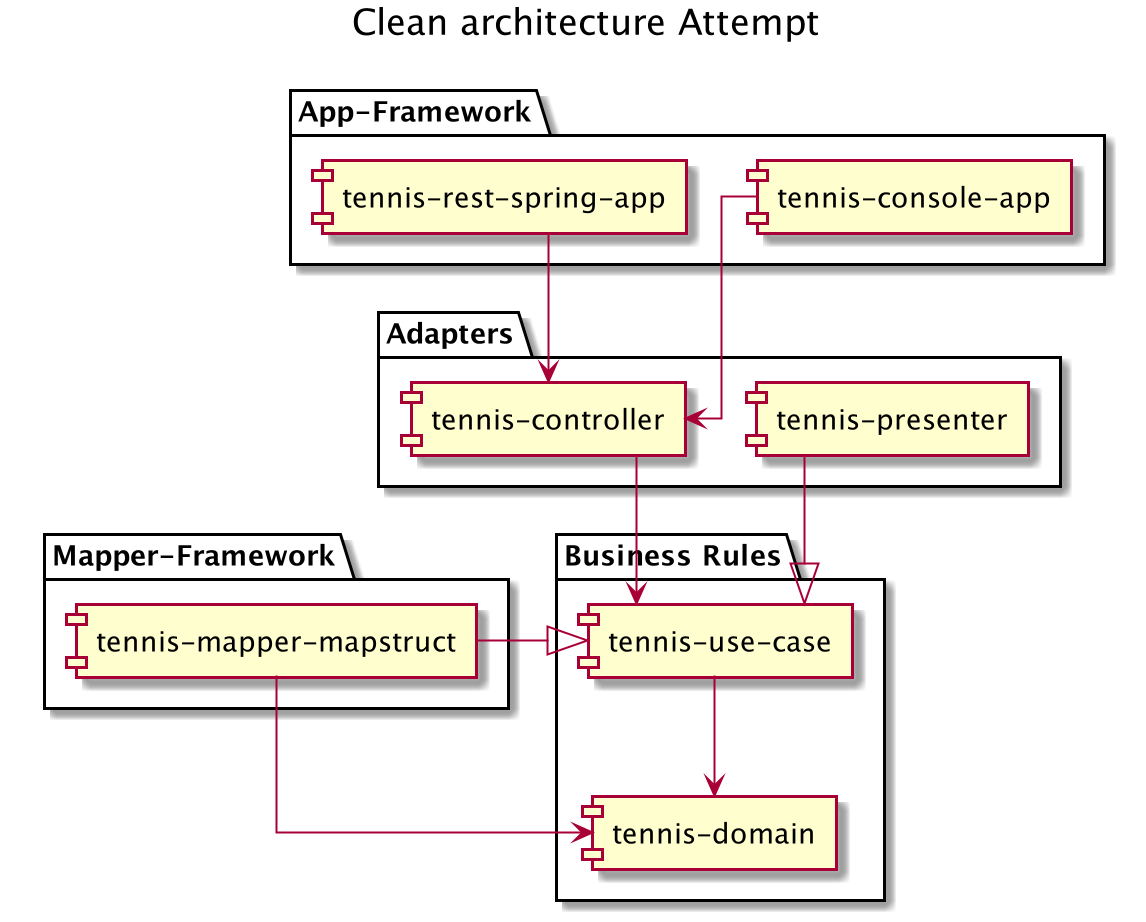 Clean architecture Attempt
App-Framework
tennis-rest-spring-app
tennis-console-app
Adapters
tennis-controller
tennis-presenter
Mapper-Framework
Business Rules
tennis-mapper-mapstruct
tennis-use-case
tennis-domain